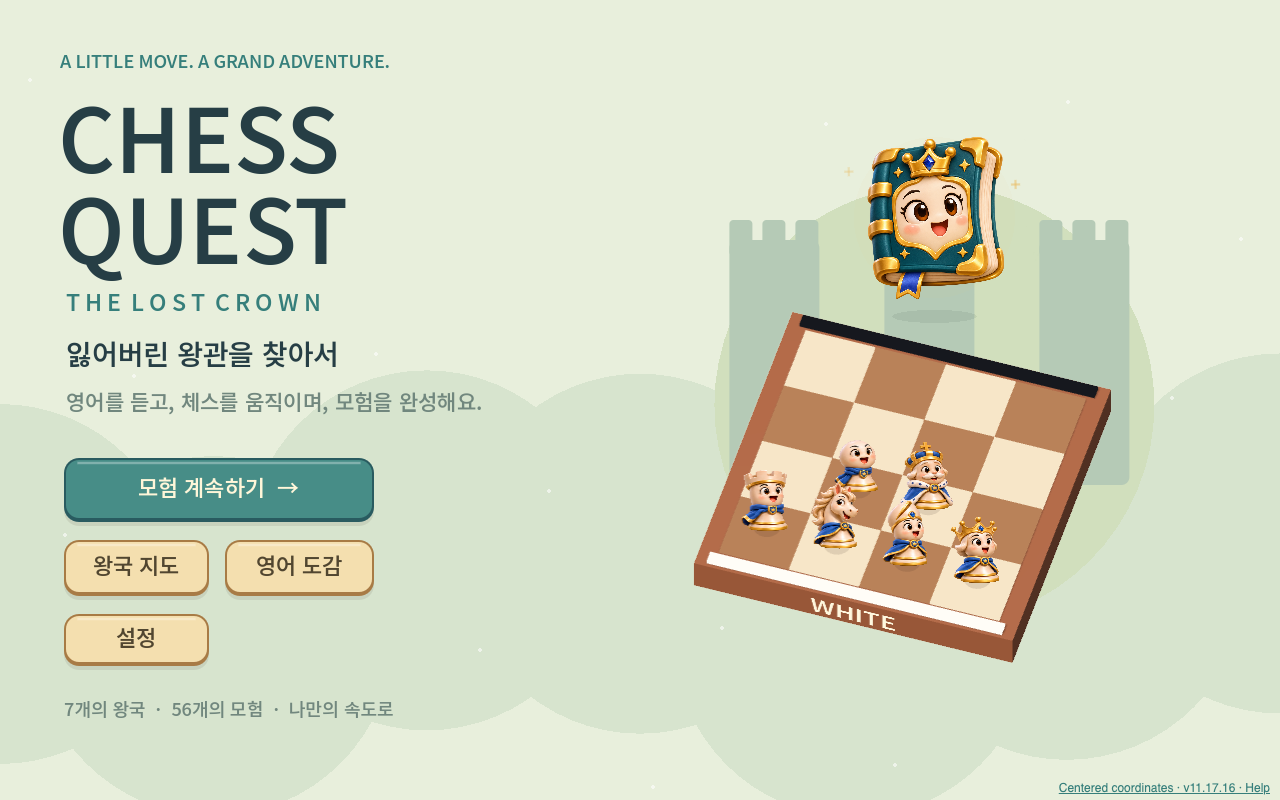 A LITTLE MOVE. A GRAND ADVENTURE.
CHESS
QUEST
THE LOST CROWN
잃어버린 왕관을 찾아서
영어를 듣고, 체스를 움직이며, 모험을 완성해요.
모험 계속하기 →
왕국 지도
영어 도감
설정
7개의 왕국 · 56개의 모험 · 나만의 속도로
WHITE
Centered coordinates · v11.17.16 · Help